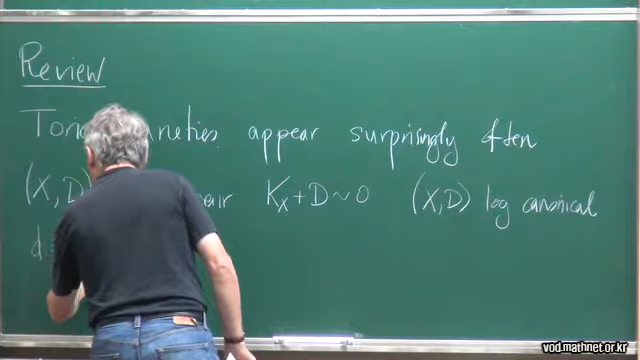 Review
Toric varieties appear surprisingly often
(X,D) pair K_X+D~0 (X,D) log canonical
d
vod.mathnet.or.kr